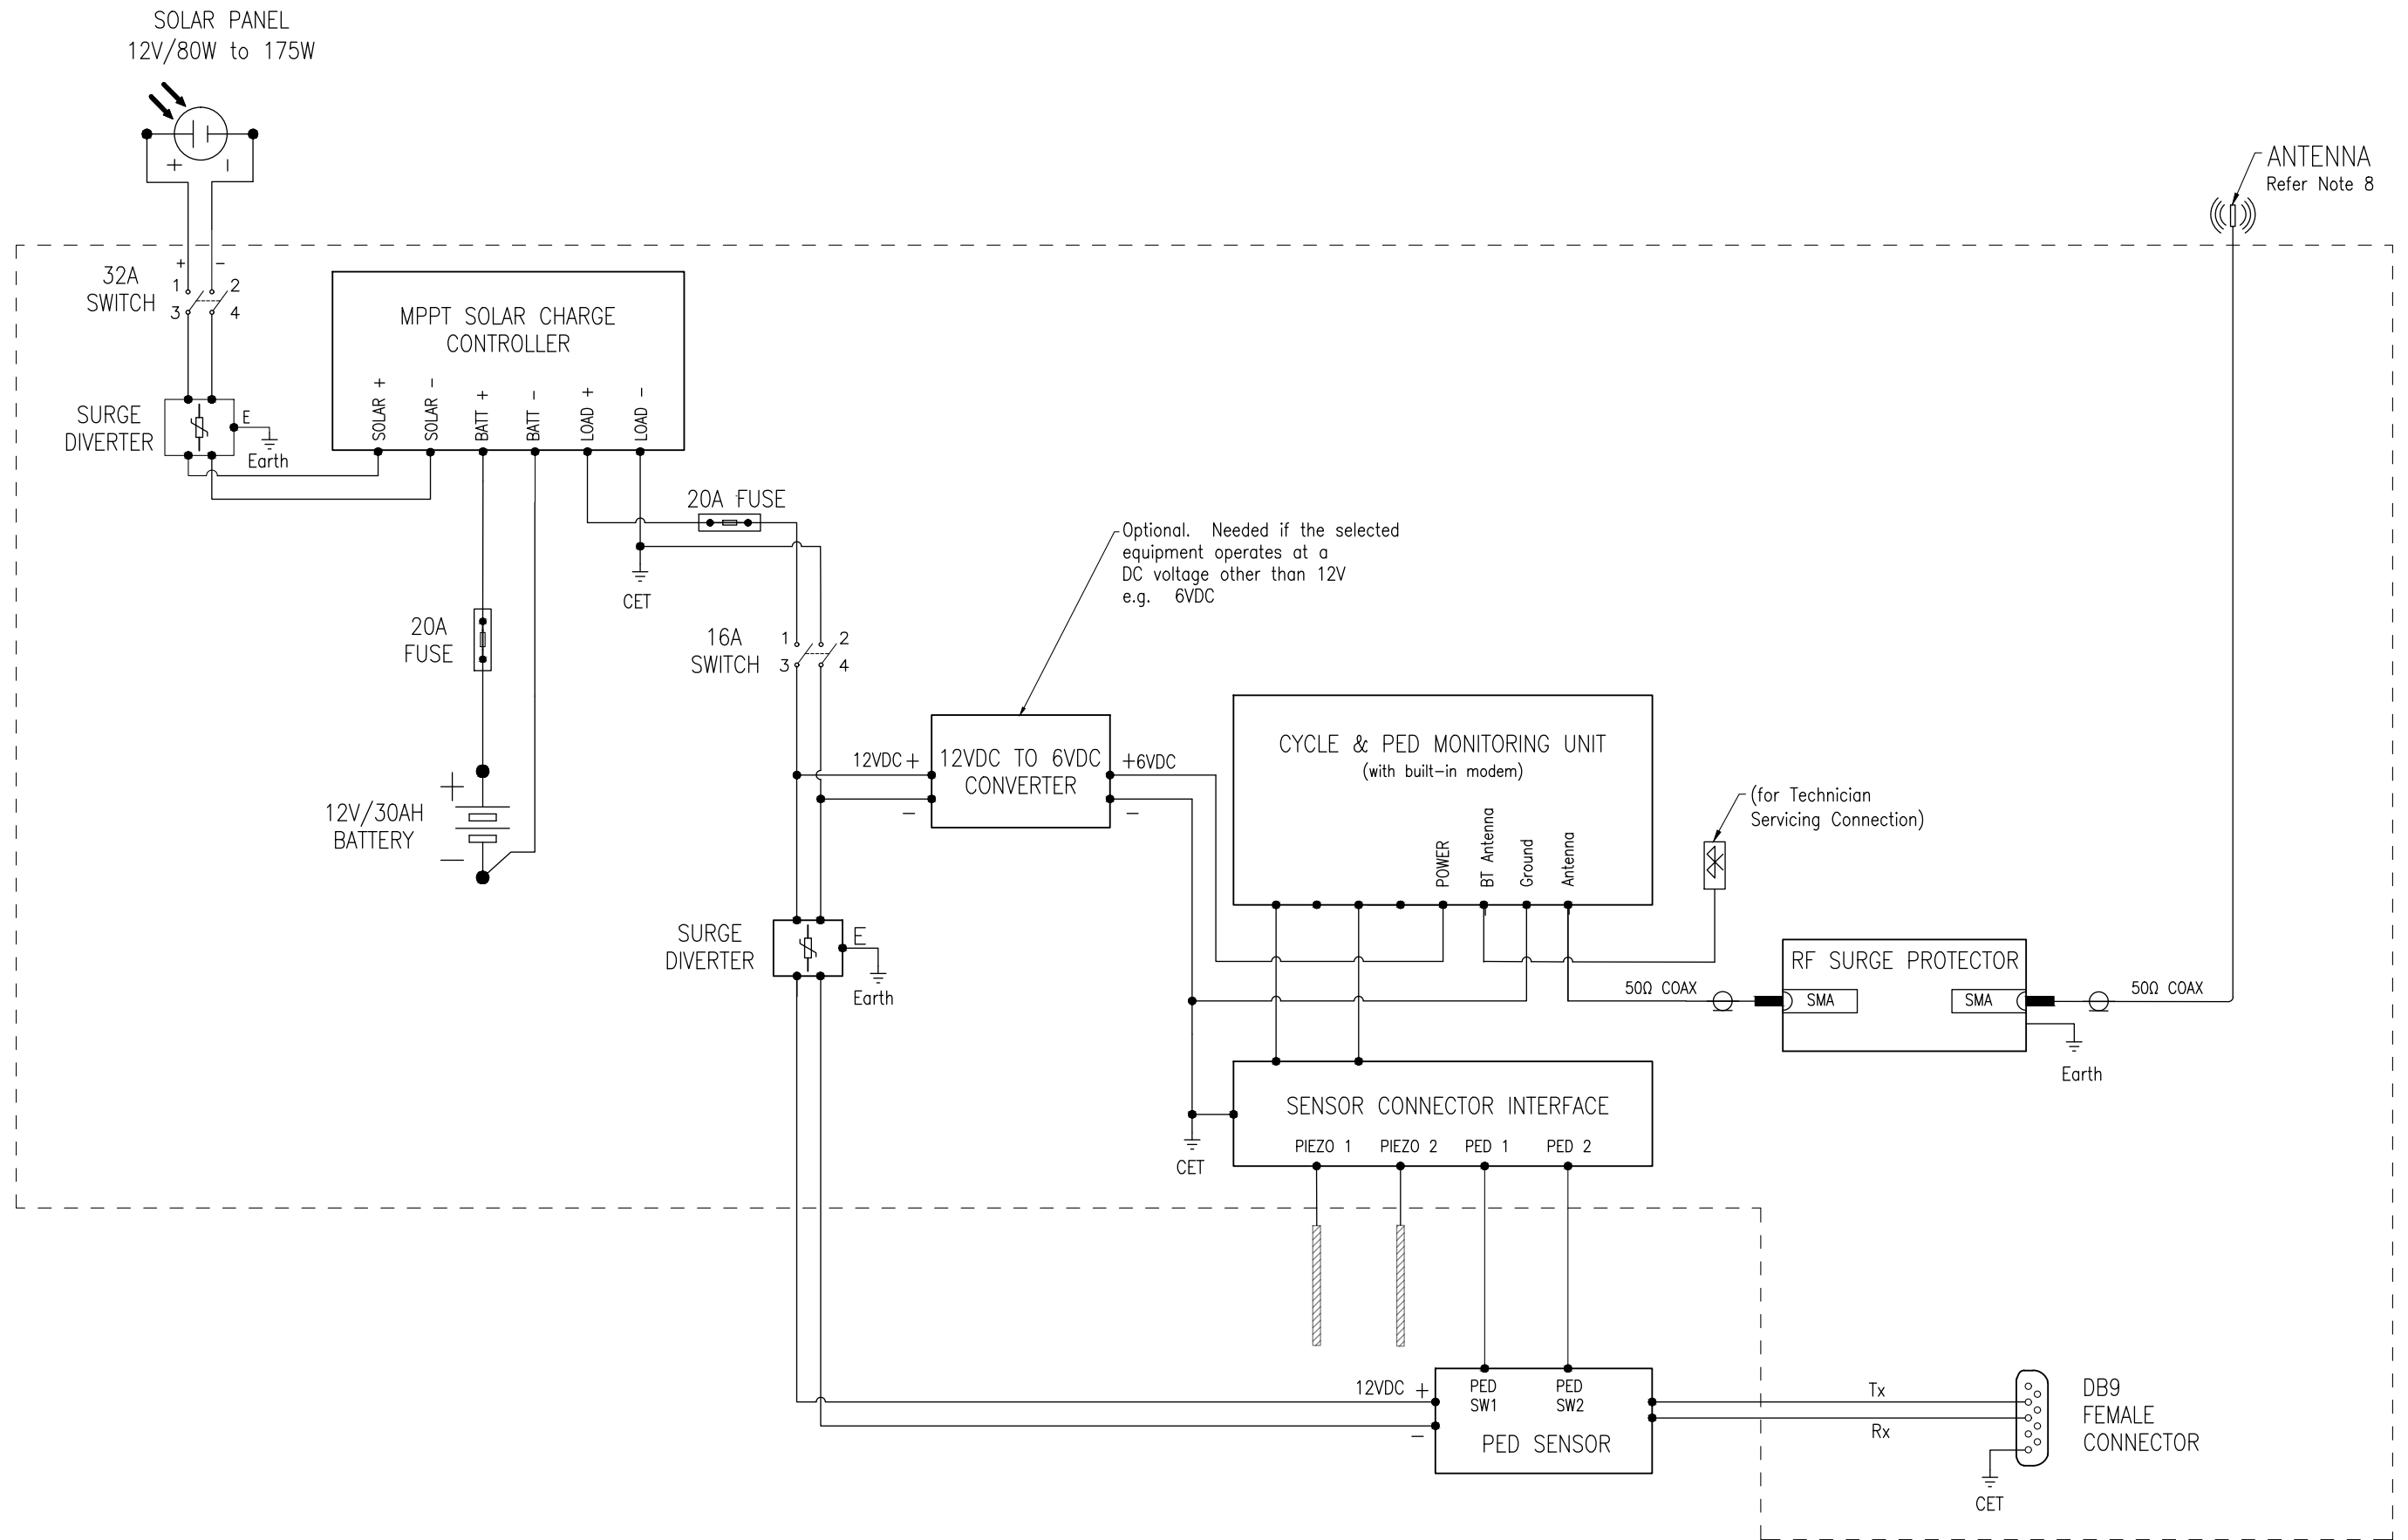 SOLAR PANEL
12V/80W to 175W
ANTENNA
Refer Note 8
+ −
+ −
32A
SWITCH
1 2
3 4
MPPT SOLAR CHARGE
CONTROLLER
SOLAR +
SOLAR −
BATT +
BATT −
LOAD +
LOAD −
SURGE
DIVERTER
E
Earth
20A FUSE
CET
Optional. Needed if the selected
equipment operates at a
DC voltage other than 12V
e.g. 6VDC
20A
FUSE
16A
SWITCH
1 2
3 4
12VDC +
−
12VDC TO 6VDC
CONVERTER
+6VDC
−
CYCLE & PED MONITORING UNIT
(with built-in modem)
POWER
BT Antenna
Ground
Antenna
(for Technician
Servicing Connection)
+
12V/30AH
BATTERY
−
SURGE
DIVERTER
E
Earth
50Ω COAX
RF SURGE PROTECTOR
SMA
SMA
50Ω COAX
Earth
SENSOR CONNECTOR INTERFACE
PIEZO 1
PIEZO 2
PED 1
PED 2
CET
12VDC +
−
PED
SW1
PED
SW2
PED SENSOR
Tx
Rx
DB9
FEMALE
CONNECTOR
CET